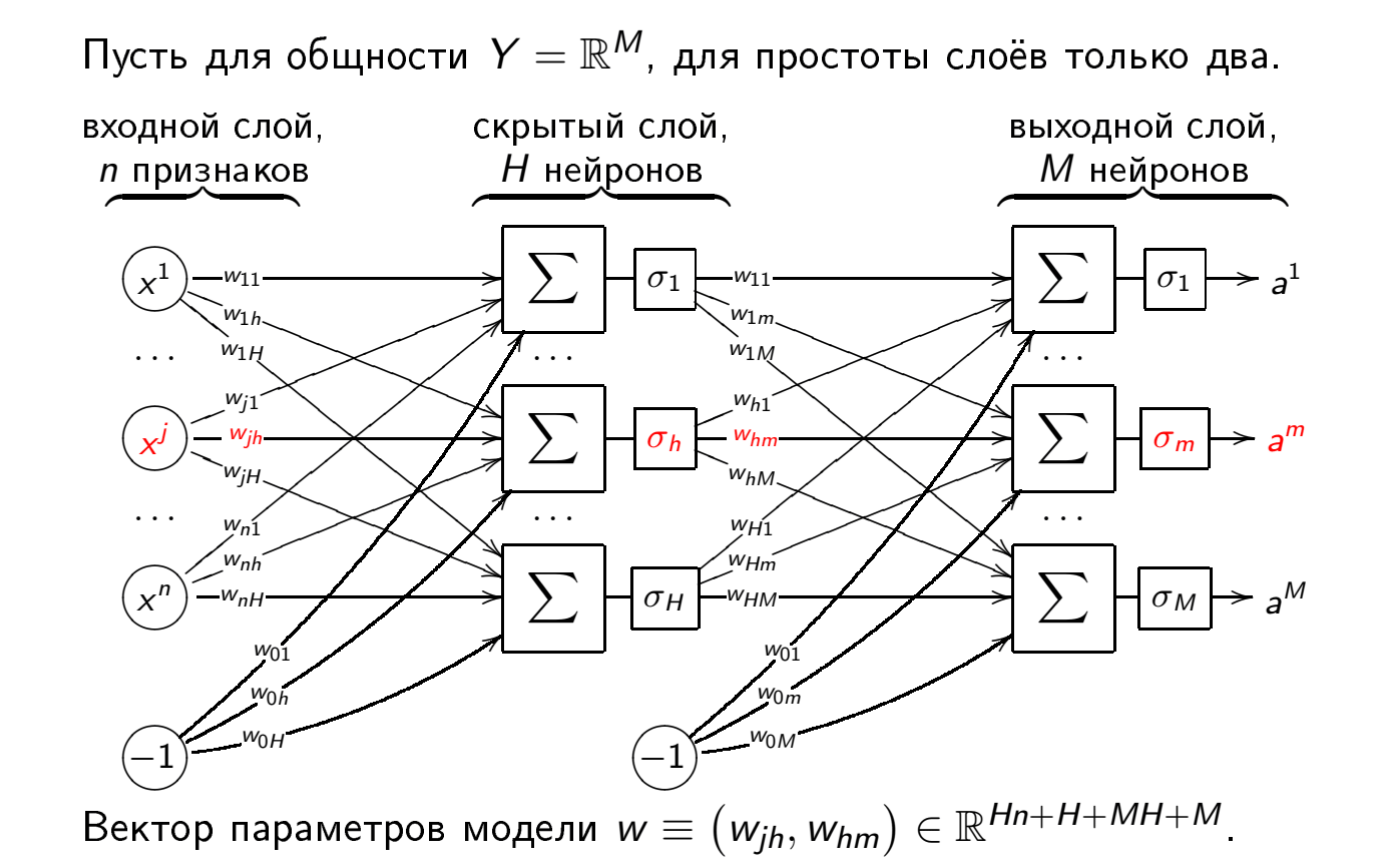 Пусть для общности Y = ℝ^M, для простоты слоёв только два.
входной слой, скрытый слой, выходной слой,
n признаков H нейронов M нейронов
x^1 w_11 ∑ σ_1 w_11 ∑ σ_1 a^1
w_1h w_1m
· · · w_1H · · · w_1M · · ·
w_j1 w_h1
x^j w_jh ∑ σ_h w_hm ∑ σ_m a^m
w_jH w_hM
· · · w_n1 · · · w_H1 · · ·
w_nh w_Hm
x^n w_nH ∑ σ_H w_HM ∑ σ_M a^M
w_01 w_01
w_0h w_0m
−1 w_0H −1 w_0M
Вектор параметров модели w ≡ (w_jh, w_hm) ∈ ℝ^{Hn+H+MH+M}.